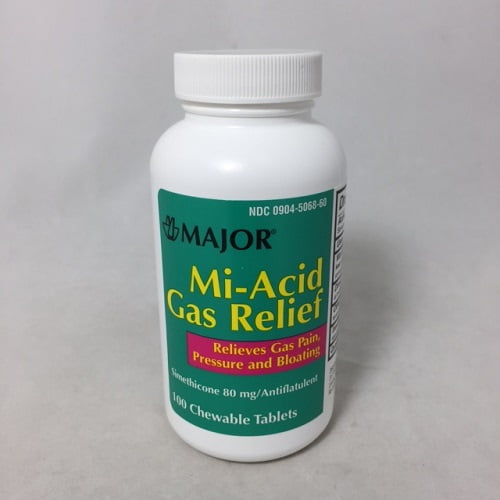 NDC 0904-5068-60
MAJOR®
Mi-Acid
Gas Relief
Relieves Gas Pain,
Pressure and Bloating
Simethicone 80 mg/Antiflatulent
100 Chewable Tablets